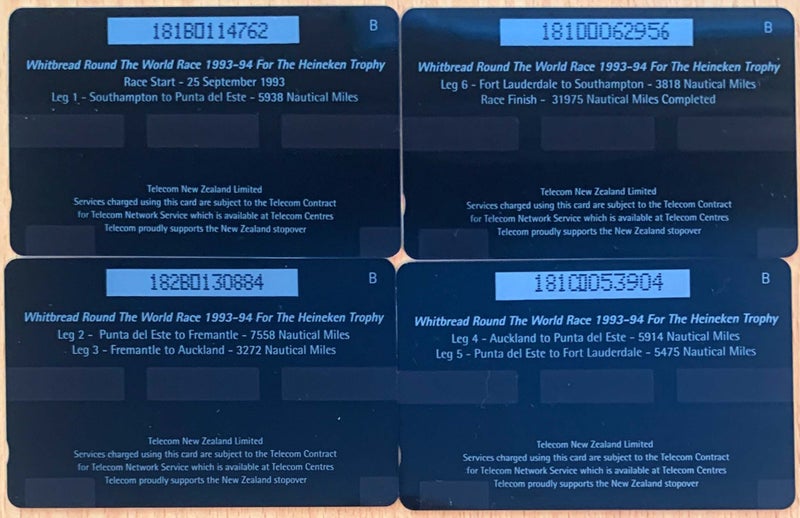 181B0114762
B
Whitbread Round The World Race 1993-94 For The Heineken Trophy
Race Start - 25 September 1993
Leg 1 - Southampton to Punta del Este - 5938 Nautical Miles
Telecom New Zealand Limited
Services charged using this card are subject to the Telecom Contract
for Telecom Network Service which is available at Telecom Centres
Telecom proudly supports the New Zealand stopover
181D0062956
B
Whitbread Round The World Race 1993-94 For The Heineken Trophy
Leg 6 - Fort Lauderdale to Southampton - 3818 Nautical Miles
Race Finish - 31975 Nautical Miles Completed
Telecom New Zealand Limited
Services charged using this card are subject to the Telecom Contract
for Telecom Network Service which is available at Telecom Centres
Telecom proudly supports the New Zealand stopover
182B0130884
B
Whitbread Round The World Race 1993-94 For The Heineken Trophy
Leg 2 - Punta del Este to Fremantle - 7558 Nautical Miles
Leg 3 - Fremantle to Auckland - 3272 Nautical Miles
Telecom New Zealand Limited
Services charged using this card are subject to the Telecom Contract
for Telecom Network Service which is available at Telecom Centres
Telecom proudly supports the New Zealand stopover
181C0053904
B
Whitbread Round The World Race 1993-94 For The Heineken Trophy
Leg 4 - Auckland to Punta del Este - 5914 Nautical Miles
Leg 5 - Punta del Este to Fort Lauderdale - 5475 Nautical Miles
Telecom New Zealand Limited
Services charged using this card are subject to the Telecom Contract
for Telecom Network Service which is available at Telecom Centres
Telecom proudly supports the New Zealand stopover